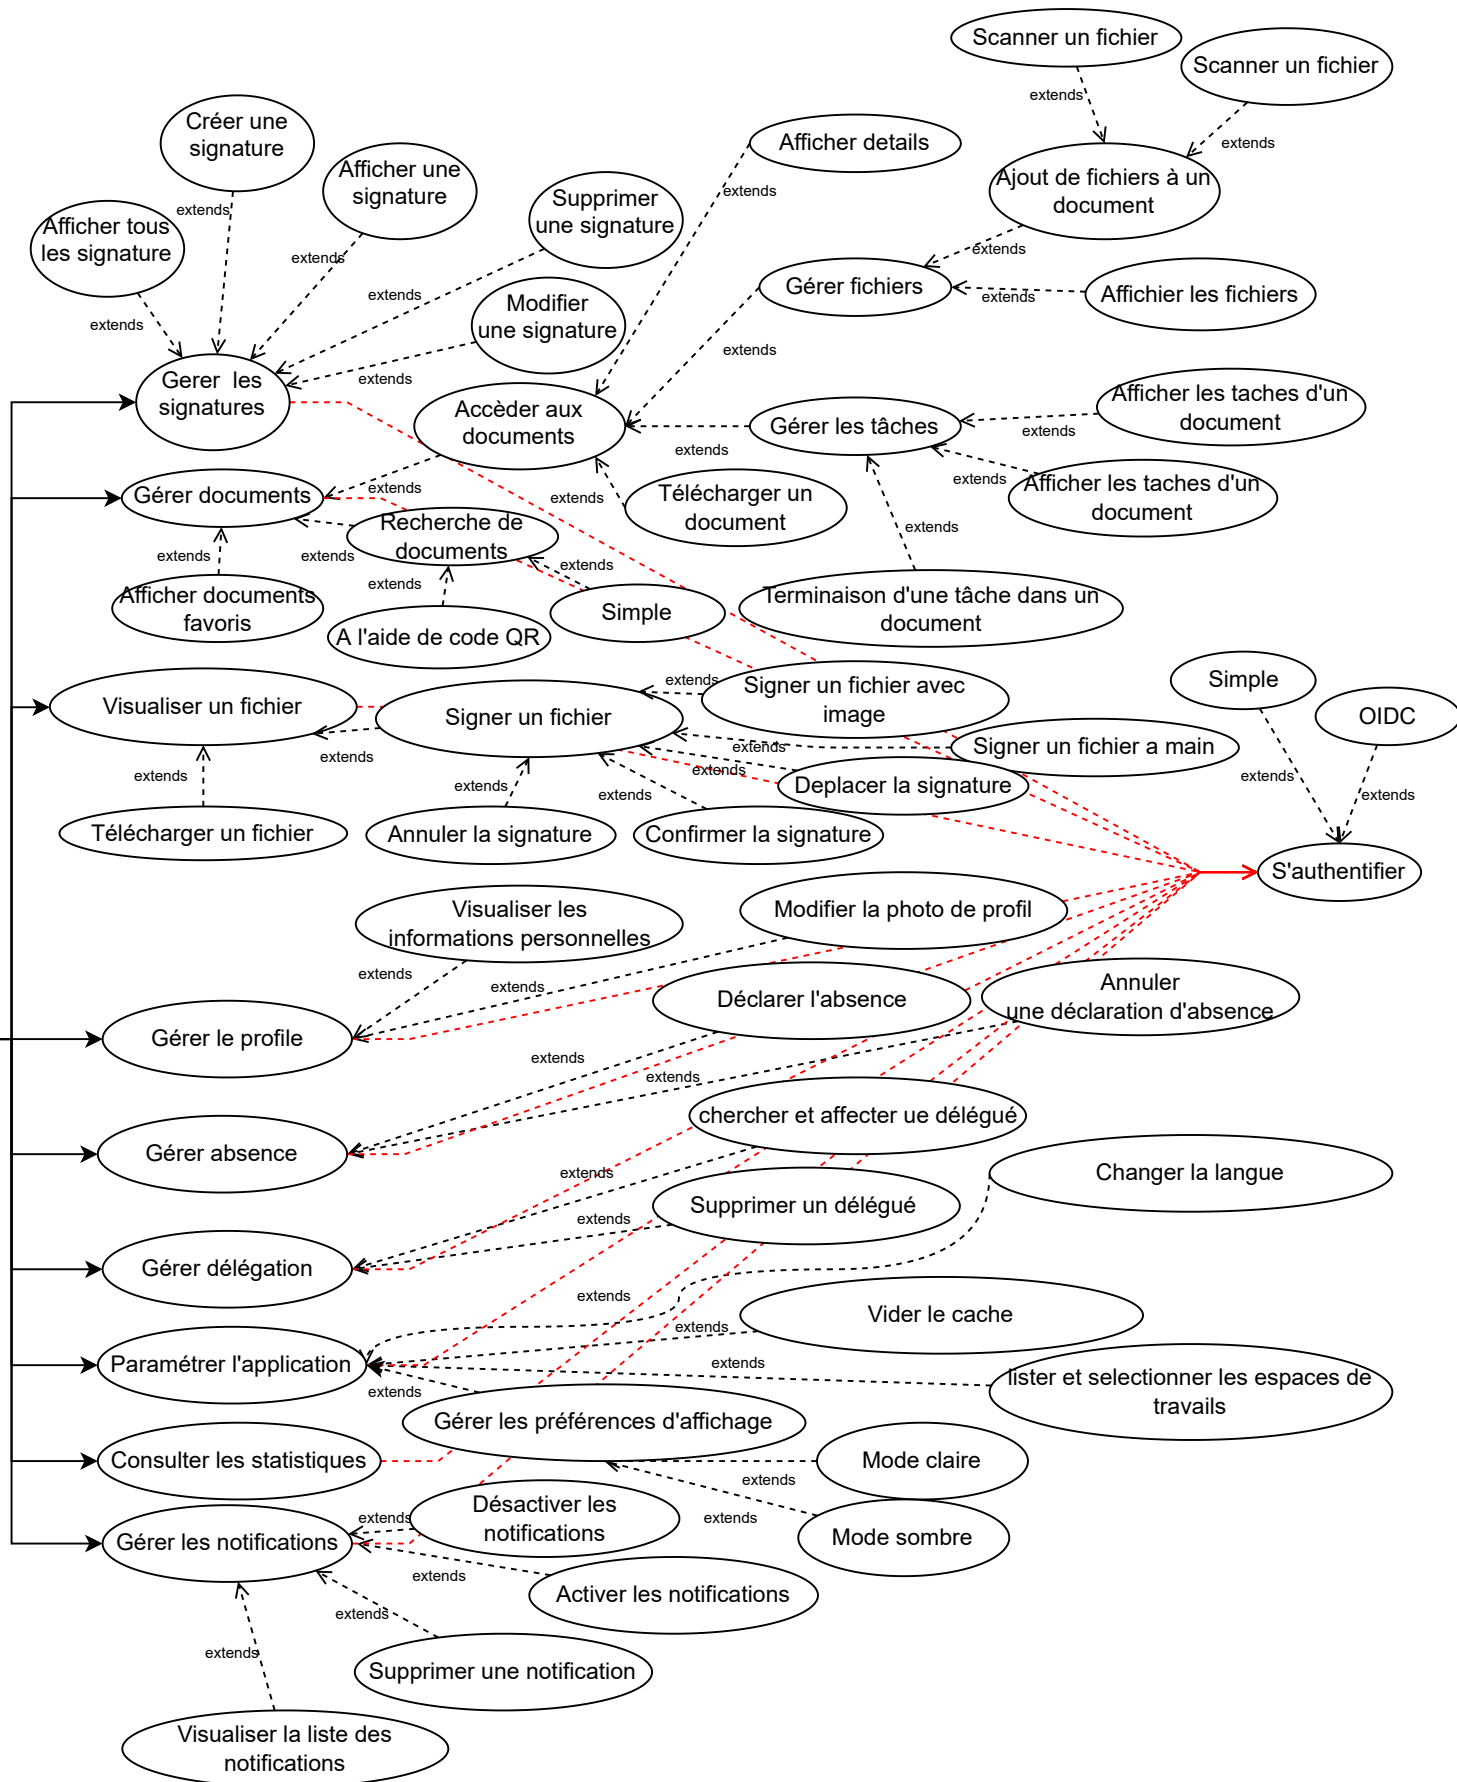 Scanner un fichier
Scanner un fichier
extends
extends
Créer une
signature
Afficher details
Afficher une
signature
Ajout de fichiers à un
document
Supprimer
une signature
extends
extends
Afficher tous
les signature
extends
extends
Gérer fichiers
Affichier les fichiers
extends
extends
Modifier
une signature
extends
extends
extends
Gerer  les
signatures
Accèder aux
documents
Afficher les taches d'un
document
Gérer les tâches
extends
extends
extends
Afficher les taches d'un
document
extends
extends
Gérer documents
Télécharger un
document
Recherche de
documents
extends
extends
extends
extends
extends
Afficher documents
favoris
Simple
Terminaison d'une tâche dans un
document
A l'aide de code QR
Simple
extends
Signer un fichier avec
image
Visualiser un fichier
Signer un fichier
OIDC
extends
Signer un fichier a main
extends
extends
extends
extends
extends
extends
extends
Deplacer la signature
Télécharger un fichier
Annuler la signature
Confirmer la signature
S'authentifier
Visualiser les
informations personnelles
Modifier la photo de profil
extends
extends
Déclarer l'absence
Annuler
une déclaration d'absence
Gérer le profile
extends
extends
chercher et affecter ue délégué
Gérer absence
extends
Changer la langue
Supprimer un délégué
extends
Gérer délégation
extends
Vider le cache
extends
Paramétrer l'application
extends
lister et selectionner les espaces de
travails
extends
Gérer les préférences d'affichage
Consulter les statistiques
Mode claire
extends
Désactiver les
notifications
extends
extends
Mode sombre
Gérer les notifications
extends
Activer les notifications
extends
extends
Supprimer une notification
Visualiser la liste des
notifications